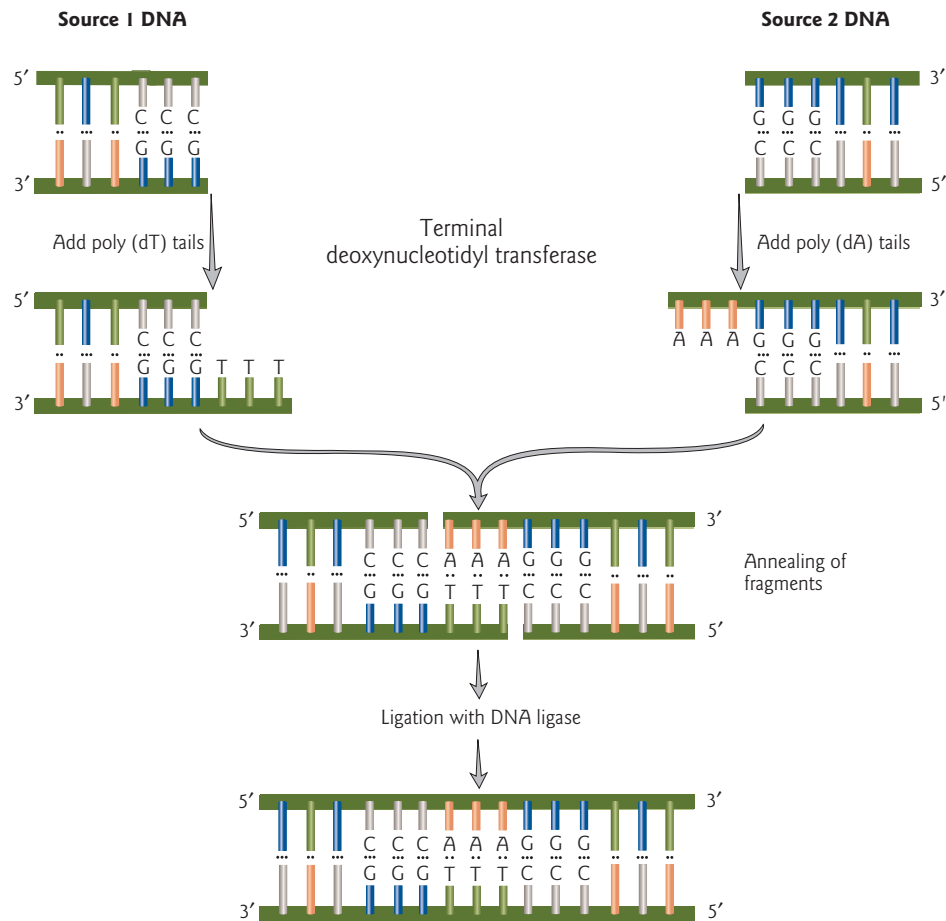 Source 1 DNA
Source 2 DNA
5′ 3′
C C C G G G
G G G C C C
3′ 5′
Add poly (dT) tails
Terminal
deoxynucleotidyl transferase
Add poly (dA) tails
5′ 3′
C C C A A A G G G
G G G T T T C C C
3′ 5′
5′ 3′
C C C A A A G G G
G G G T T T C C C
3′ 5′
Annealing of
fragments
Ligation with DNA ligase
5′ 3′
C C C A A A G G G
G G G T T T C C C
3′ 5′